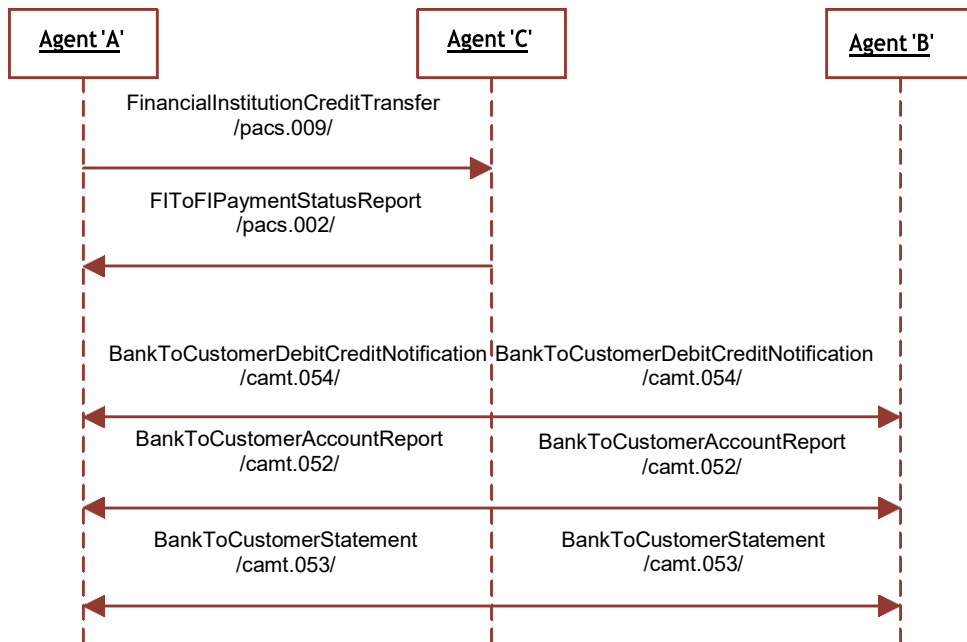 Agent 'A'
Agent 'C'
Agent 'B'
FinancialInstitutionCreditTransfer
/pacs.009/
FIToFIPaymentStatusReport
/pacs.002/
BankToCustomerDebitCreditNotification
/camt.054/
BankToCustomerDebitCreditNotification
/camt.054/
BankToCustomerAccountReport
/camt.052/
BankToCustomerAccountReport
/camt.052/
BankToCustomerStatement
/camt.053/
BankToCustomerStatement
/camt.053/